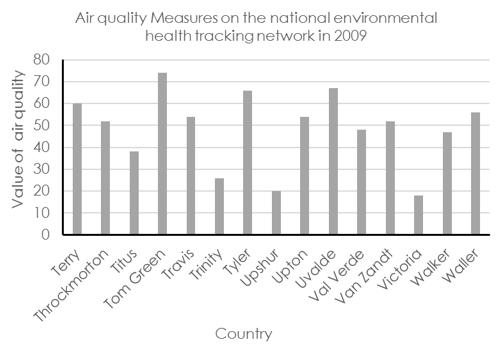 Air quality Measures on the national environmental
health tracking network in 2009
Value of air quality
80
70
60
50
40
30
20
10
0
Terry
Throckmorton
Titus
Tom Green
Travis
Trinity
Tyler
Upshur
Upton
Uvalde
Val Verde
Van Zandt
Victoria
Walker
Waller
Country